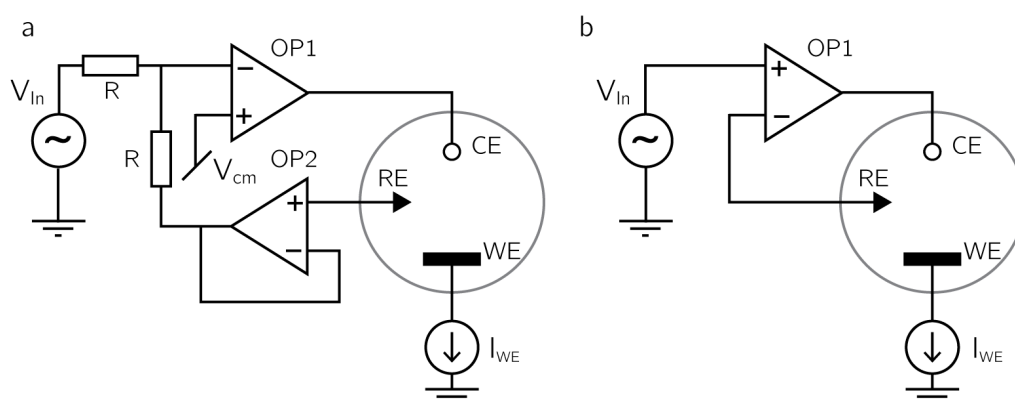 a
OP1
R
V_In
−
+
R
OP2
V_cm
CE
RE
+
−
WE
I_WE
b
OP1
V_In
+
−
CE
RE
WE
I_WE